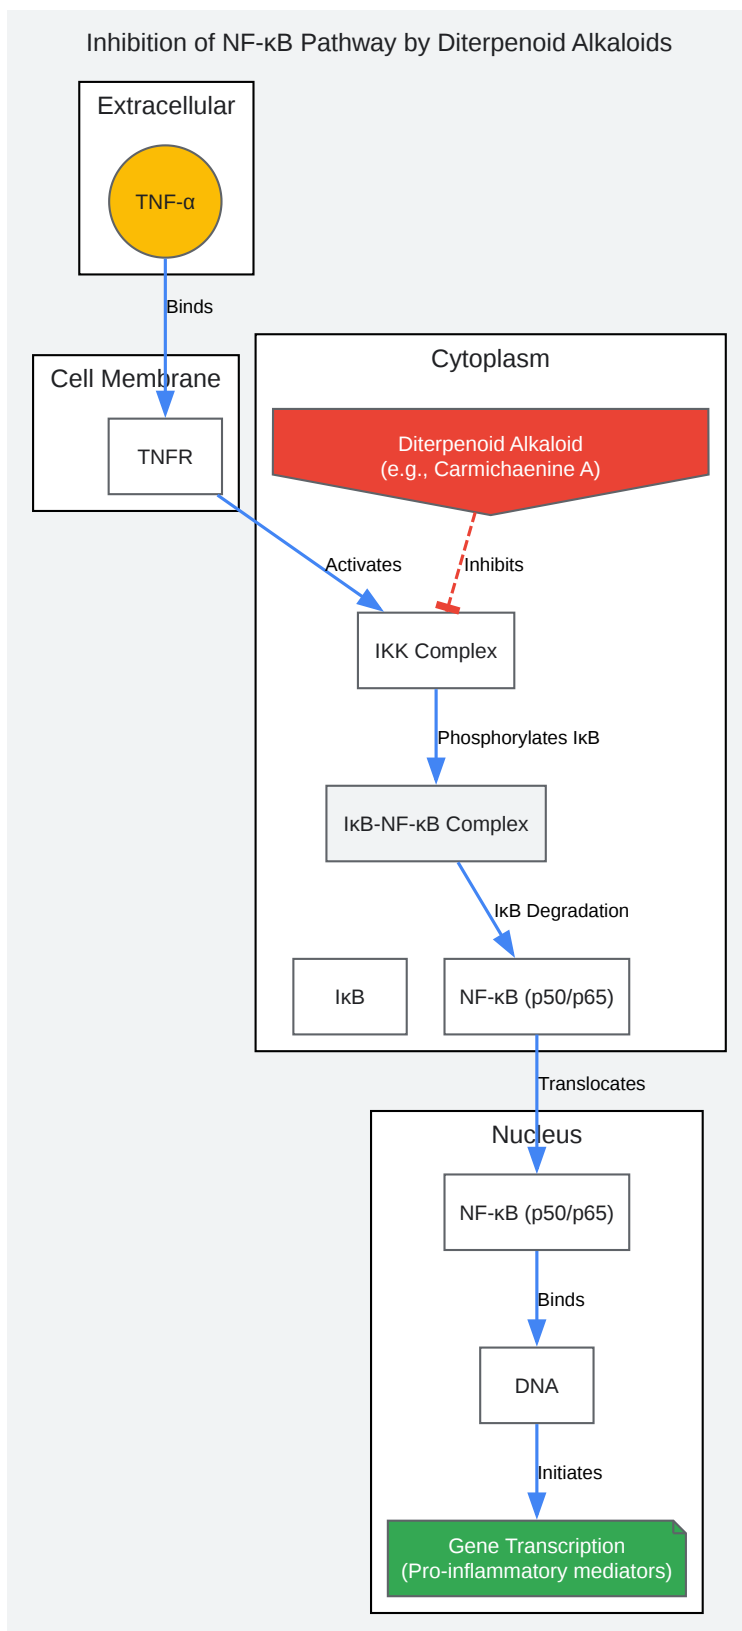 Inhibition of NF-κB Pathway by Diterpenoid Alkaloids
Extracellular
TNF-α
Binds
Cell Membrane
TNFR
Cytoplasm
Diterpenoid Alkaloid
(e.g., Carmichaenine A)
Activates
Inhibits
IKK Complex
Phosphorylates IκB
IκB-NF-κB Complex
IκB Degradation
IκB
NF-κB (p50/p65)
Translocates
Nucleus
NF-κB (p50/p65)
Binds
DNA
Initiates
Gene Transcription
(Pro-inflammatory mediators)